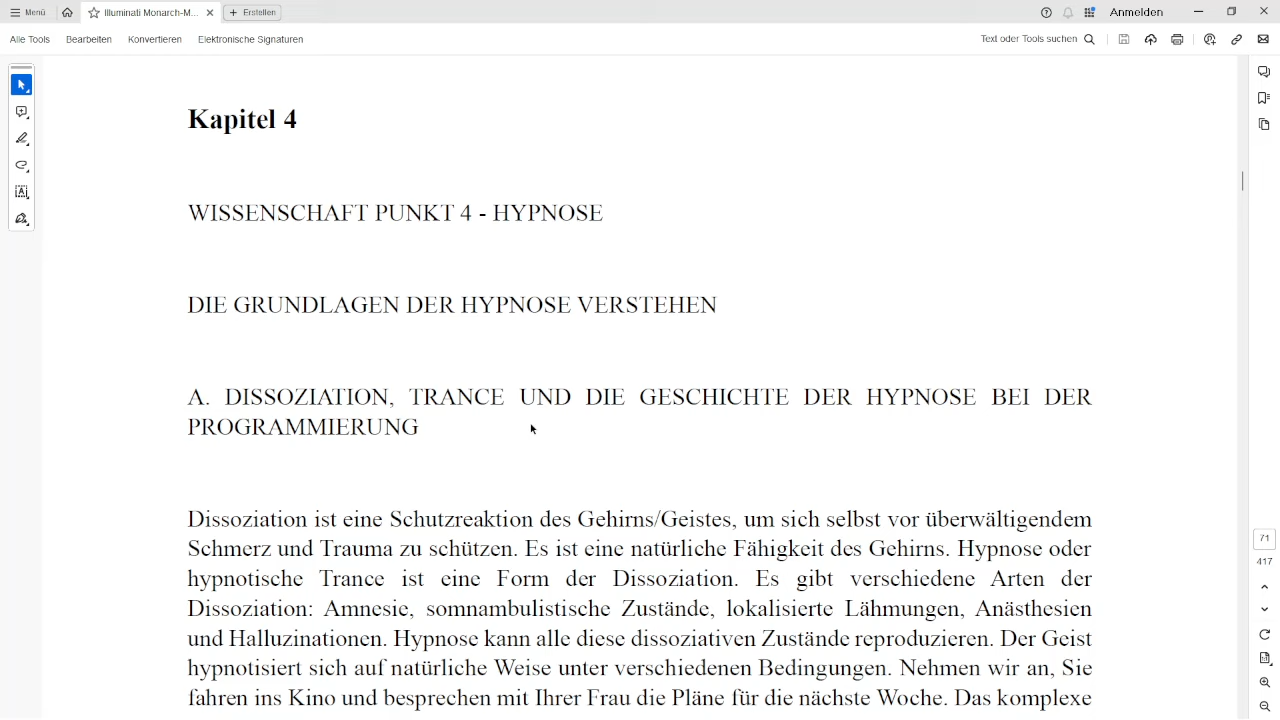 Menü
Illuminati Monarch-M...
Erstellen
Anmelden
Alle Tools
Bearbeiten
Konvertieren
Elektronische Signaturen
Text oder Tools suchen
Kapitel 4
WISSENSCHAFT PUNKT 4 - HYPNOSE
DIE GRUNDLAGEN DER HYPNOSE VERSTEHEN
A. DISSOZIATION, TRANCE UND DIE GESCHICHTE DER HYPNOSE BEI DER
PROGRAMMIERUNG
Dissoziation ist eine Schutzreaktion des Gehirns/Geistes, um sich selbst vor überwältigendem
Schmerz und Trauma zu schützen. Es ist eine natürliche Fähigkeit des Gehirns. Hypnose oder
hypnotische Trance ist eine Form der Dissoziation. Es gibt verschiedene Arten der
Dissoziation: Amnesie, somnambulistische Zustände, lokalisierte Lähmungen, Anästhesien
und Halluzinationen. Hypnose kann alle diese dissoziativen Zustände reproduzieren. Der Geist
hypnotisiert sich auf natürliche Weise unter verschiedenen Bedingungen. Nehmen wir an, Sie
fahren ins Kino und besprechen mit Ihrer Frau die Pläne für die nächste Woche. Das komplexe
71
417